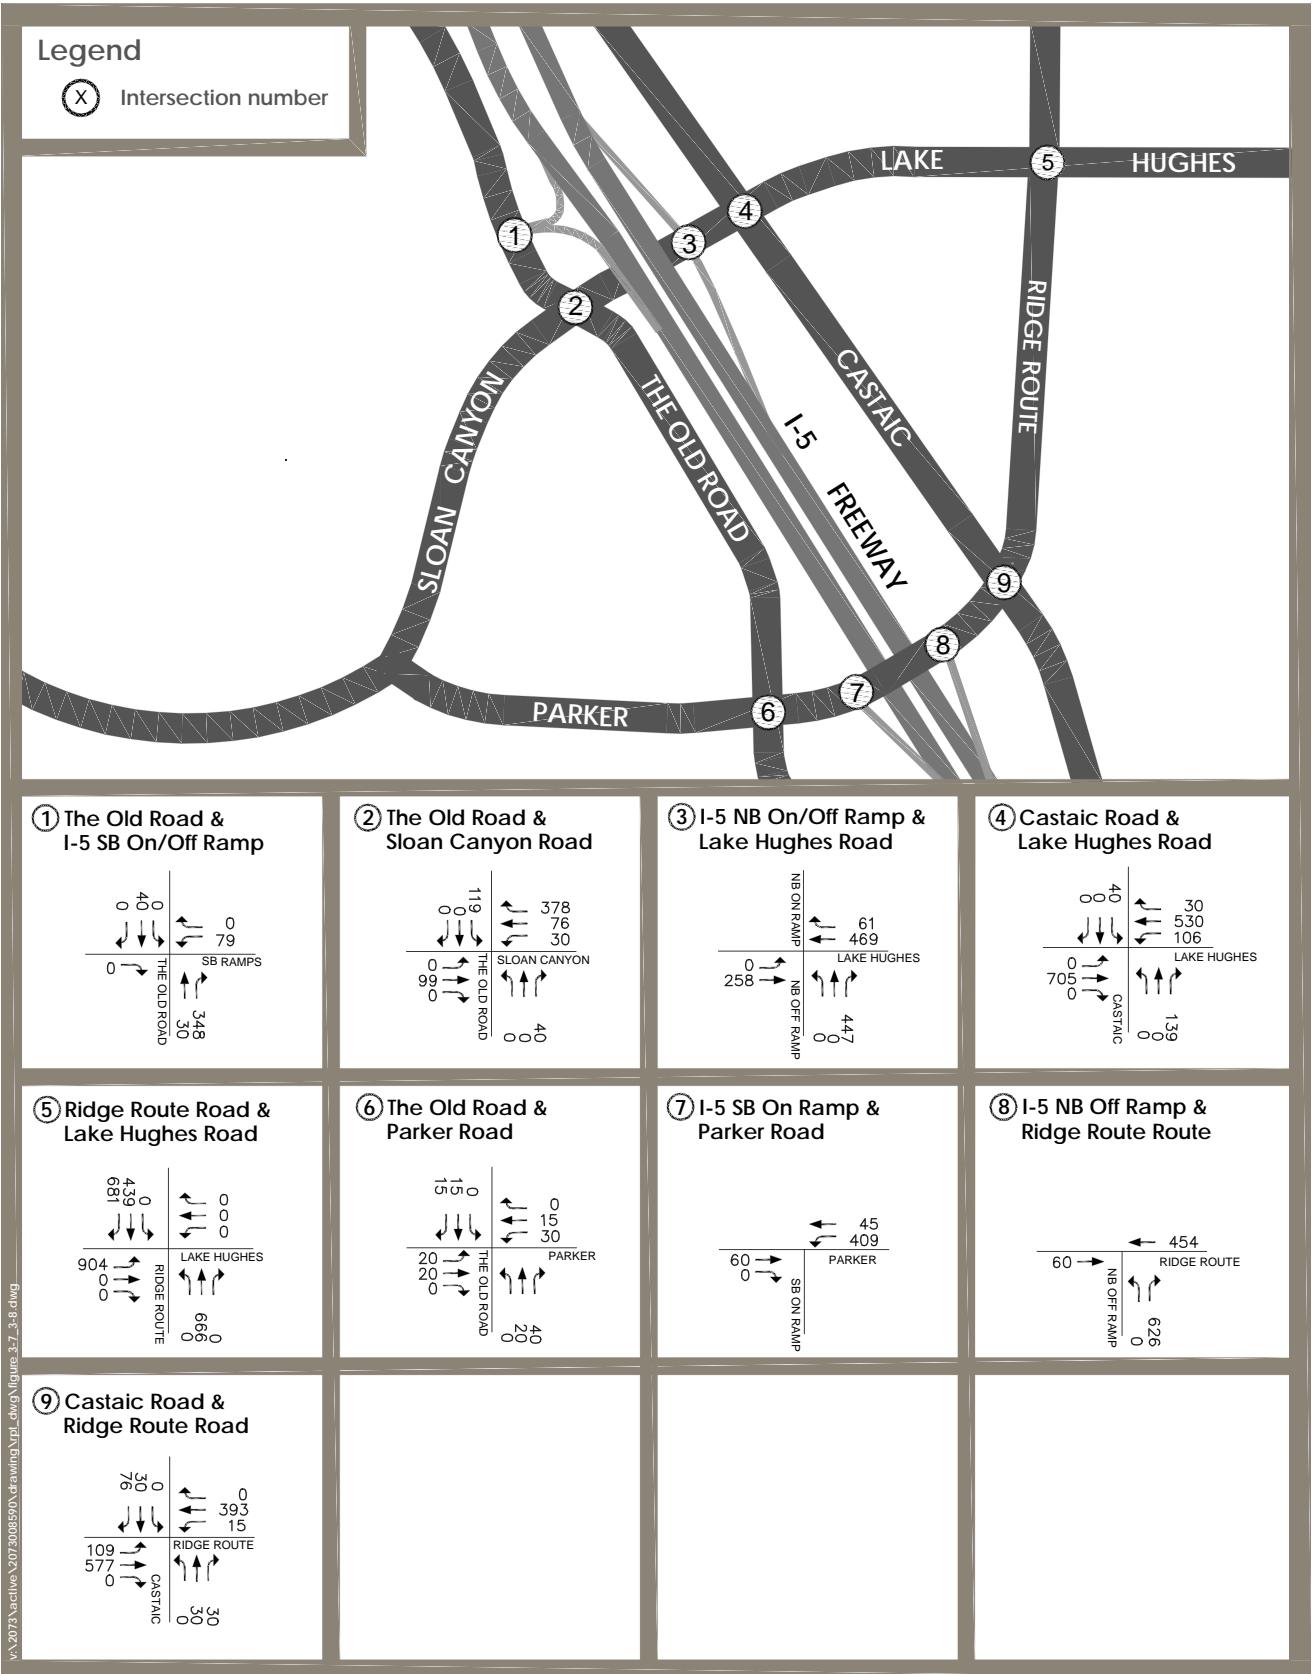 Legend
X Intersection number
LAKE HUGHES
RIDGE ROUTE
CASTAIC
I-5 FREEWAY
THE OLD ROAD
SLOAN CANYON
PARKER
1
2
3
4
5
6
7
8
9
1 The Old Road &
I-5 SB On/Off Ramp
0 40 0
0
79
SB RAMPS
0
THE OLD ROAD
30 348
2 The Old Road &
Sloan Canyon Road
0 0 119
378
76
30
SLOAN CANYON
0
99
0
THE OLD ROAD
0 0 40
3 I-5 NB On/Off Ramp &
Lake Hughes Road
NB ON RAMP
61
469
LAKE HUGHES
0
258
NB OFF RAMP
0 0 447
4 Castaic Road &
Lake Hughes Road
0 0 40
30
530
106
LAKE HUGHES
0
705
0
CASTAIC
0 0 139
5 Ridge Route Road &
Lake Hughes Road
681 439 0
0
0
0
LAKE HUGHES
904
0
0
RIDGE ROUTE
0 666 0
6 The Old Road &
Parker Road
15 15 0
0
15
30
PARKER
20
20
0
THE OLD ROAD
0 20 40
7 I-5 SB On Ramp &
Parker Road
45
409
PARKER
60
0
SB ON RAMP
8 I-5 NB Off Ramp &
Ridge Route Route
454
RIDGE ROUTE
60
NB OFF RAMP
0 626
9 Castaic Road &
Ridge Route Road
76 30 0
0
393
15
RIDGE ROUTE
109
577
0
CASTAIC
0 30 30
v:\2073\active\2073008590\drawing\rpt_dwg\figure 3-7_3-8.dwg